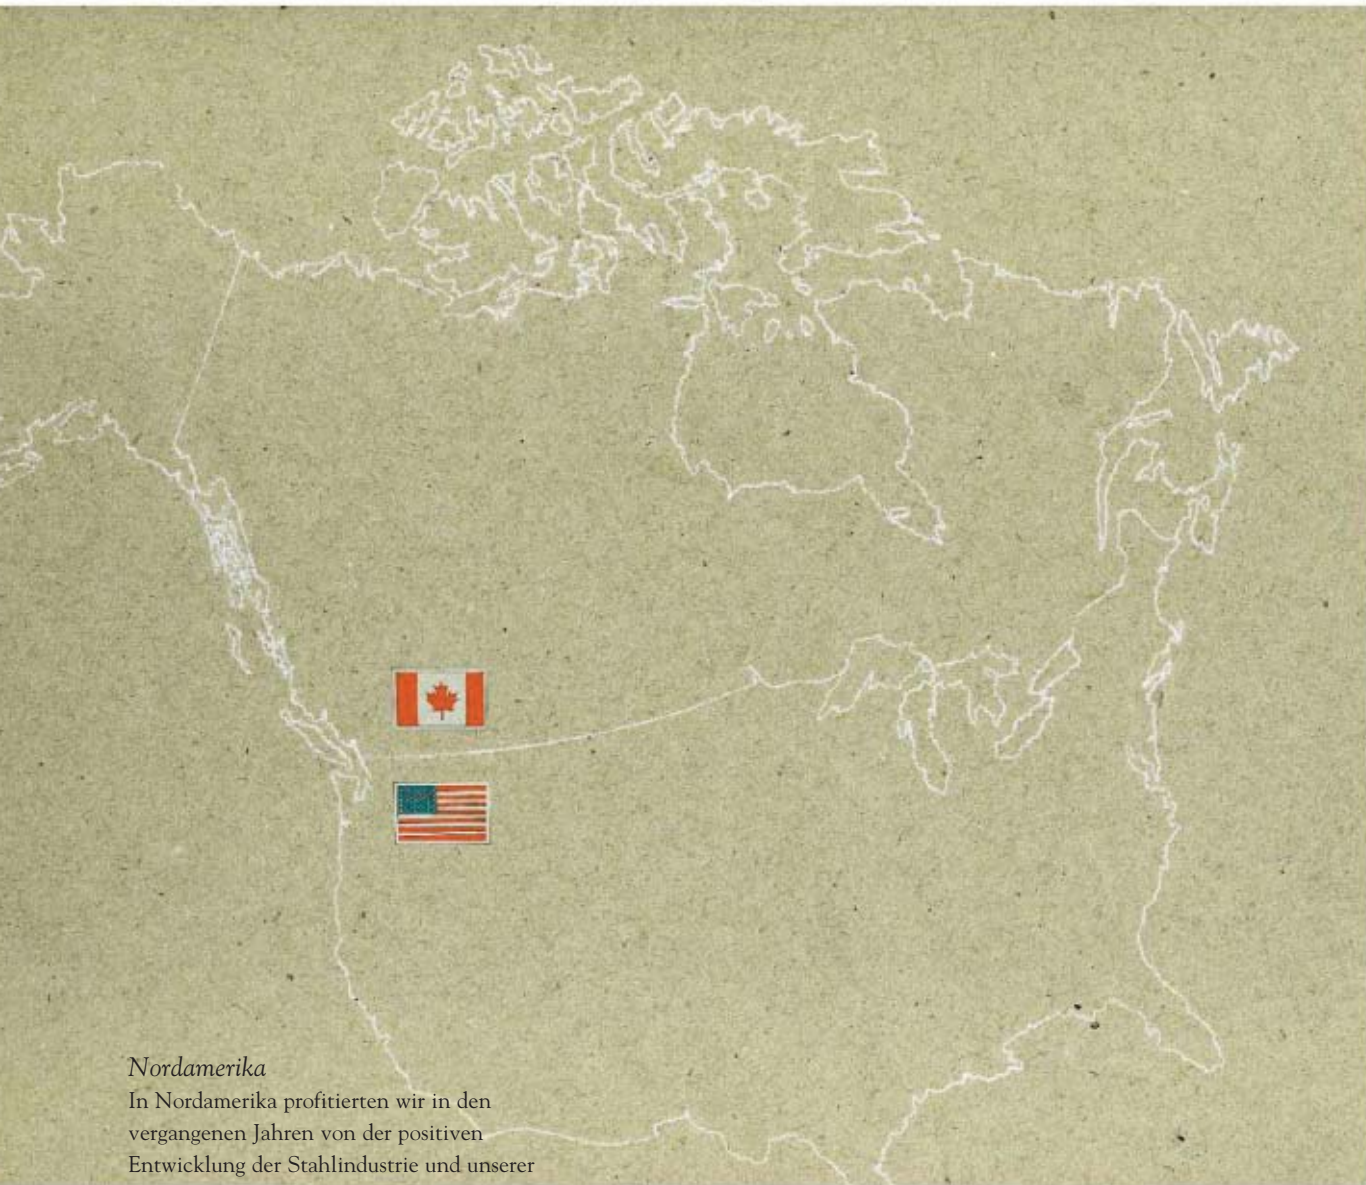 Nordamerika
In Nordamerika profitierten wir in den
vergangenen Jahren von der positiven
Entwicklung der Stahlindustrie und unserer